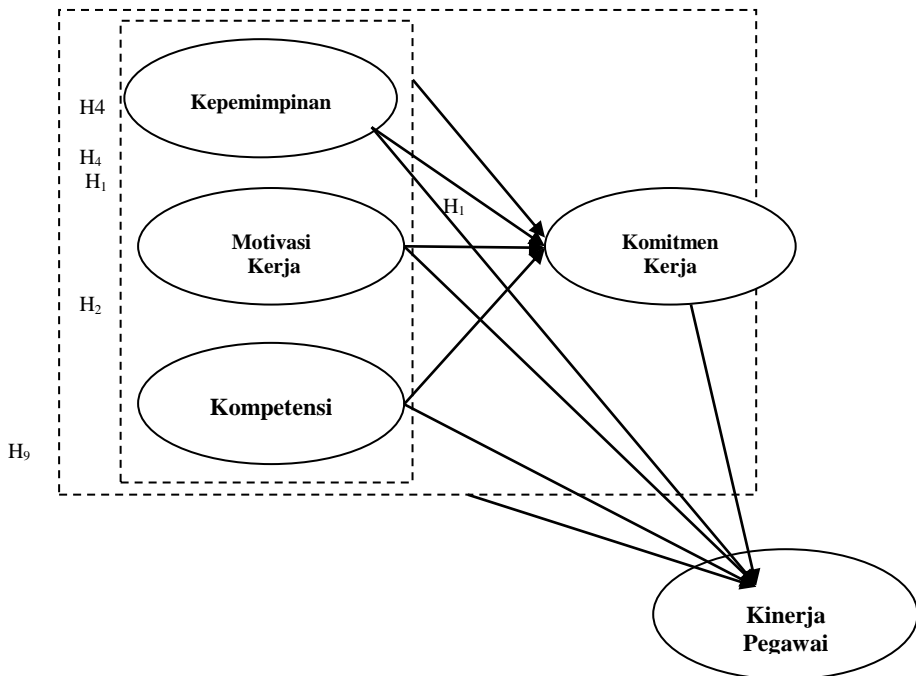 Kepemimpinan
H4
H₄
H₁
H₁
Motivasi
Kerja
Komitmen
Kerja
H₂
Kompetensi
H₉
Kinerja
Pegawai